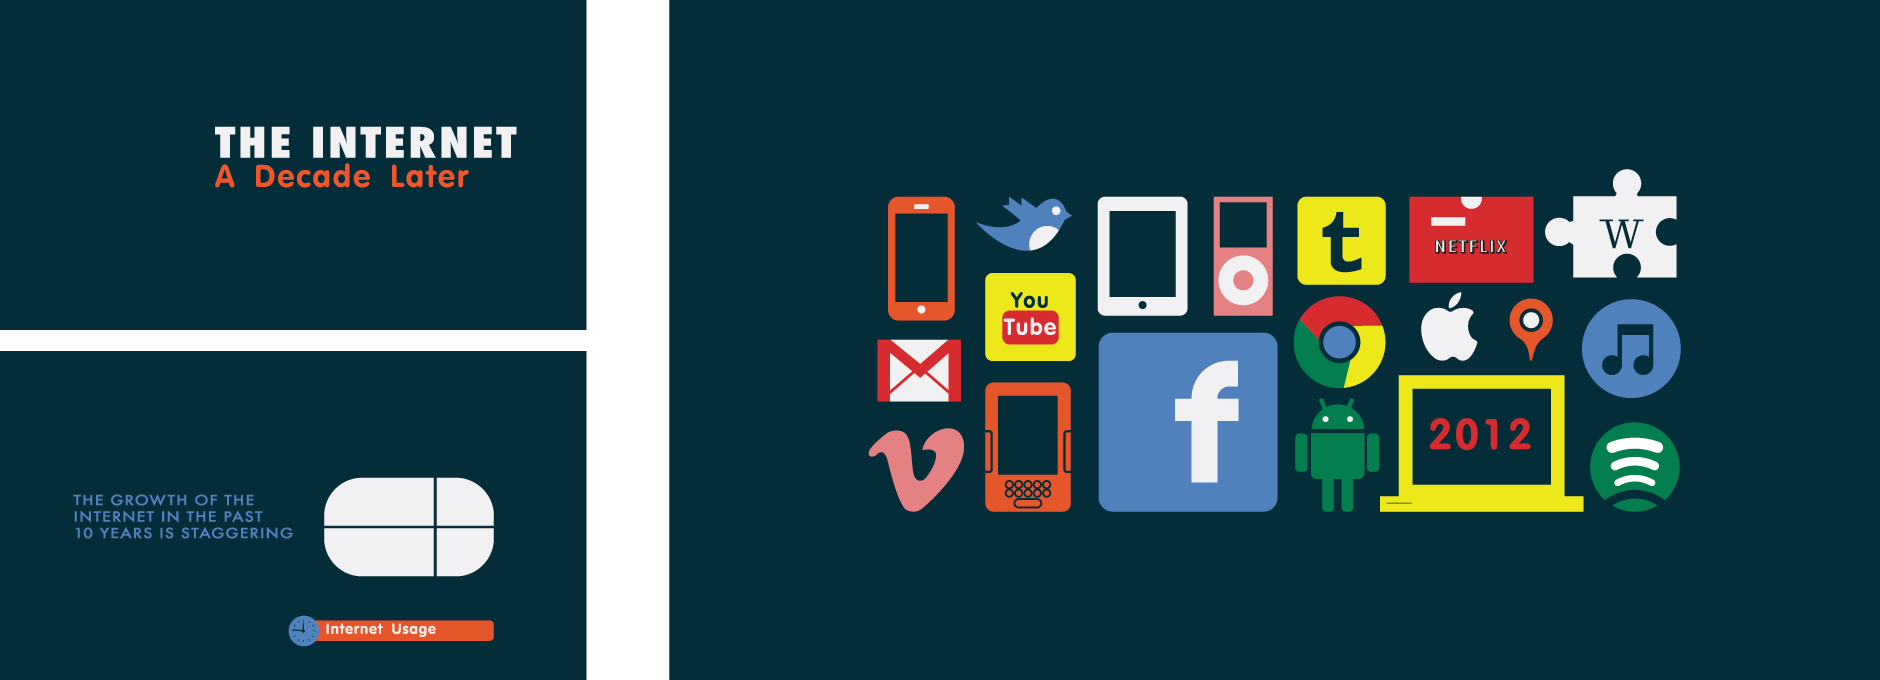 THE INTERNET
A Decade Later
THE GROWTH OF THE
INTERNET IN THE PAST
10 YEARS IS STAGGERING
Internet Usage
t
NETFLIX
W
You
Tube
f
2012